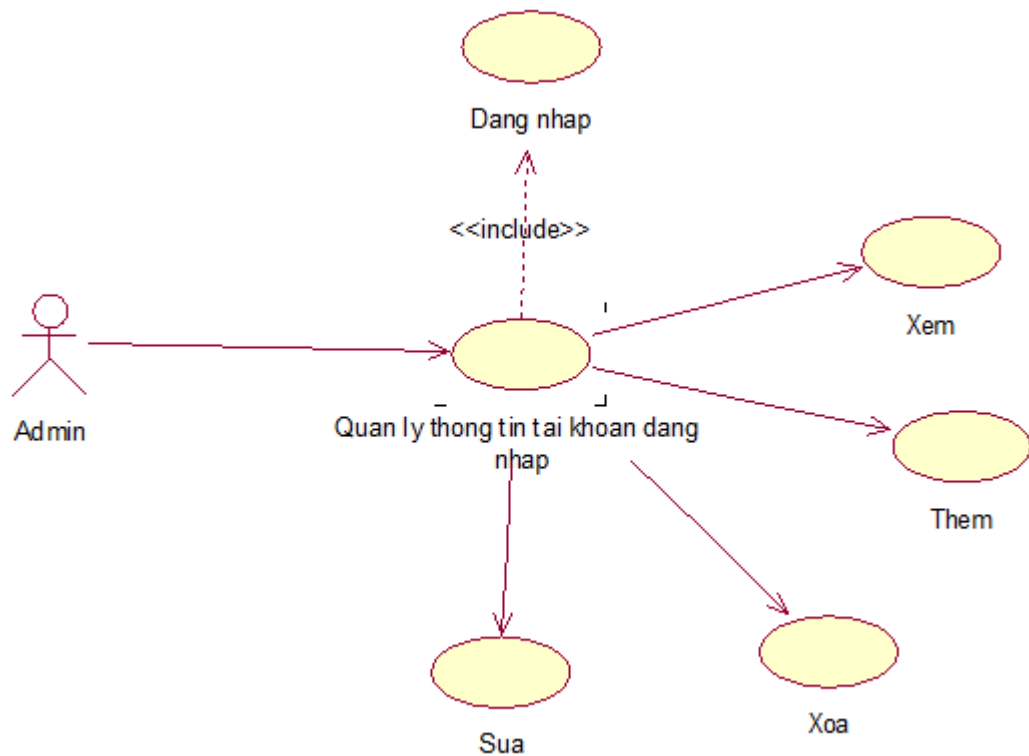 Dang nhap
<<include>>
Xem
Admin
Quan ly thong tin tai khoan dang
nhap
Them
Xoa
Sua